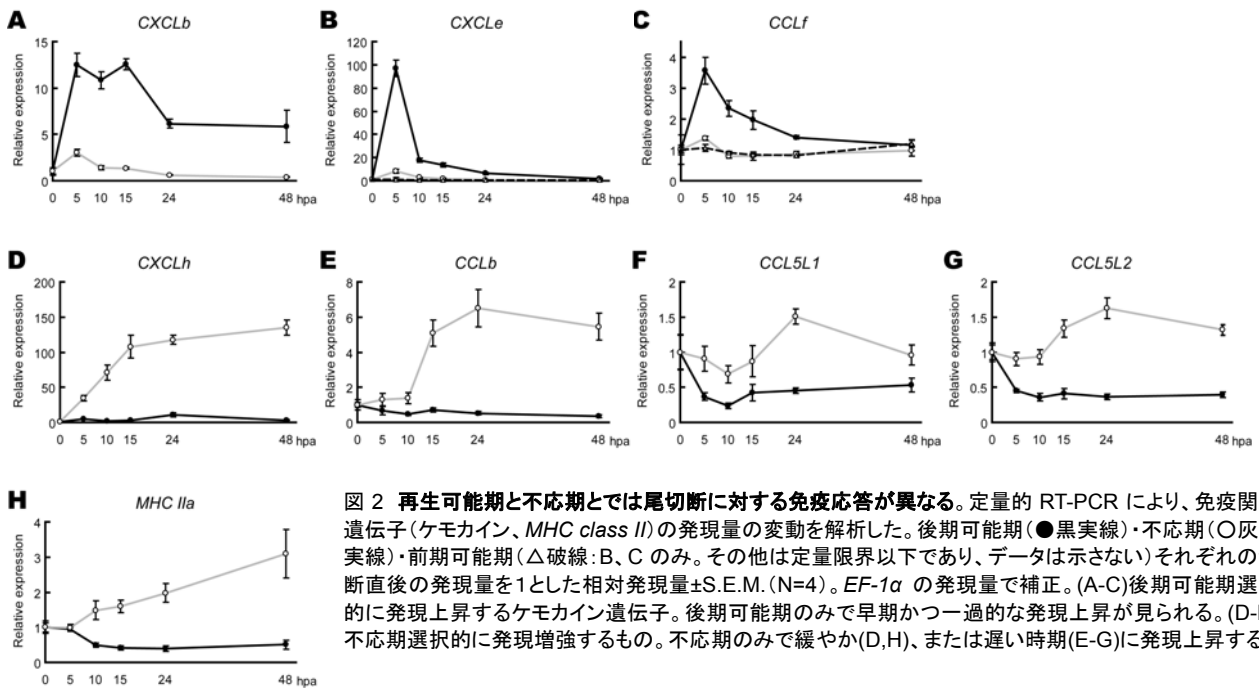 A
CXCLb
Relative expression
15
10
5
0
0 5 10 15 24 48 hpa
B
CXCLe
Relative expression
120
100
80
60
40
20
0
0 5 10 15 24 48 hpa
C
CCLf
Relative expression
4
3
2
1
0
0 5 10 15 24 48 hpa
D
CXCLh
Relative expression
200
150
100
50
0
0 5 10 15 24 48 hpa
E
CCLb
Relative expression
8
6
4
2
0
0 5 10 15 24 48 hpa
F
CCL5L1
Relative expression
2
1.5
1
0.5
0
0 5 10 15 24 48 hpa
G
CCL5L2
Relative expression
2
1.5
1
0.5
0
0 5 10 15 24 48 hpa
H
MHC IIa
Relative expression
4
3
2
1
0
0 5 10 15 24 48 hpa
図 2 再生可能期と不応期とでは尾切断に対する免疫応答が異なる。定量的 RT-PCR により、免疫関
遺伝子(ケモカイン、MHC class II)の発現量の変動を解析した。後期可能期(●黒実線)・不応期(○灰
実線)・前期可能期(△破線:B、C のみ。その他は定量限界以下であり、データは示さない)それぞれの
断直後の発現量を1とした相対発現量±S.E.M.(N=4)。EF-1α の発現量で補正。(A-C)後期可能期選
的に発現上昇するケモカイン遺伝子。後期可能期のみで早期かつ一過的な発現上昇が見られる。(D-
不応期選択的に発現増強するもの。不応期のみで緩やか(D,H)、または遅い時期(E-G)に発現上昇する